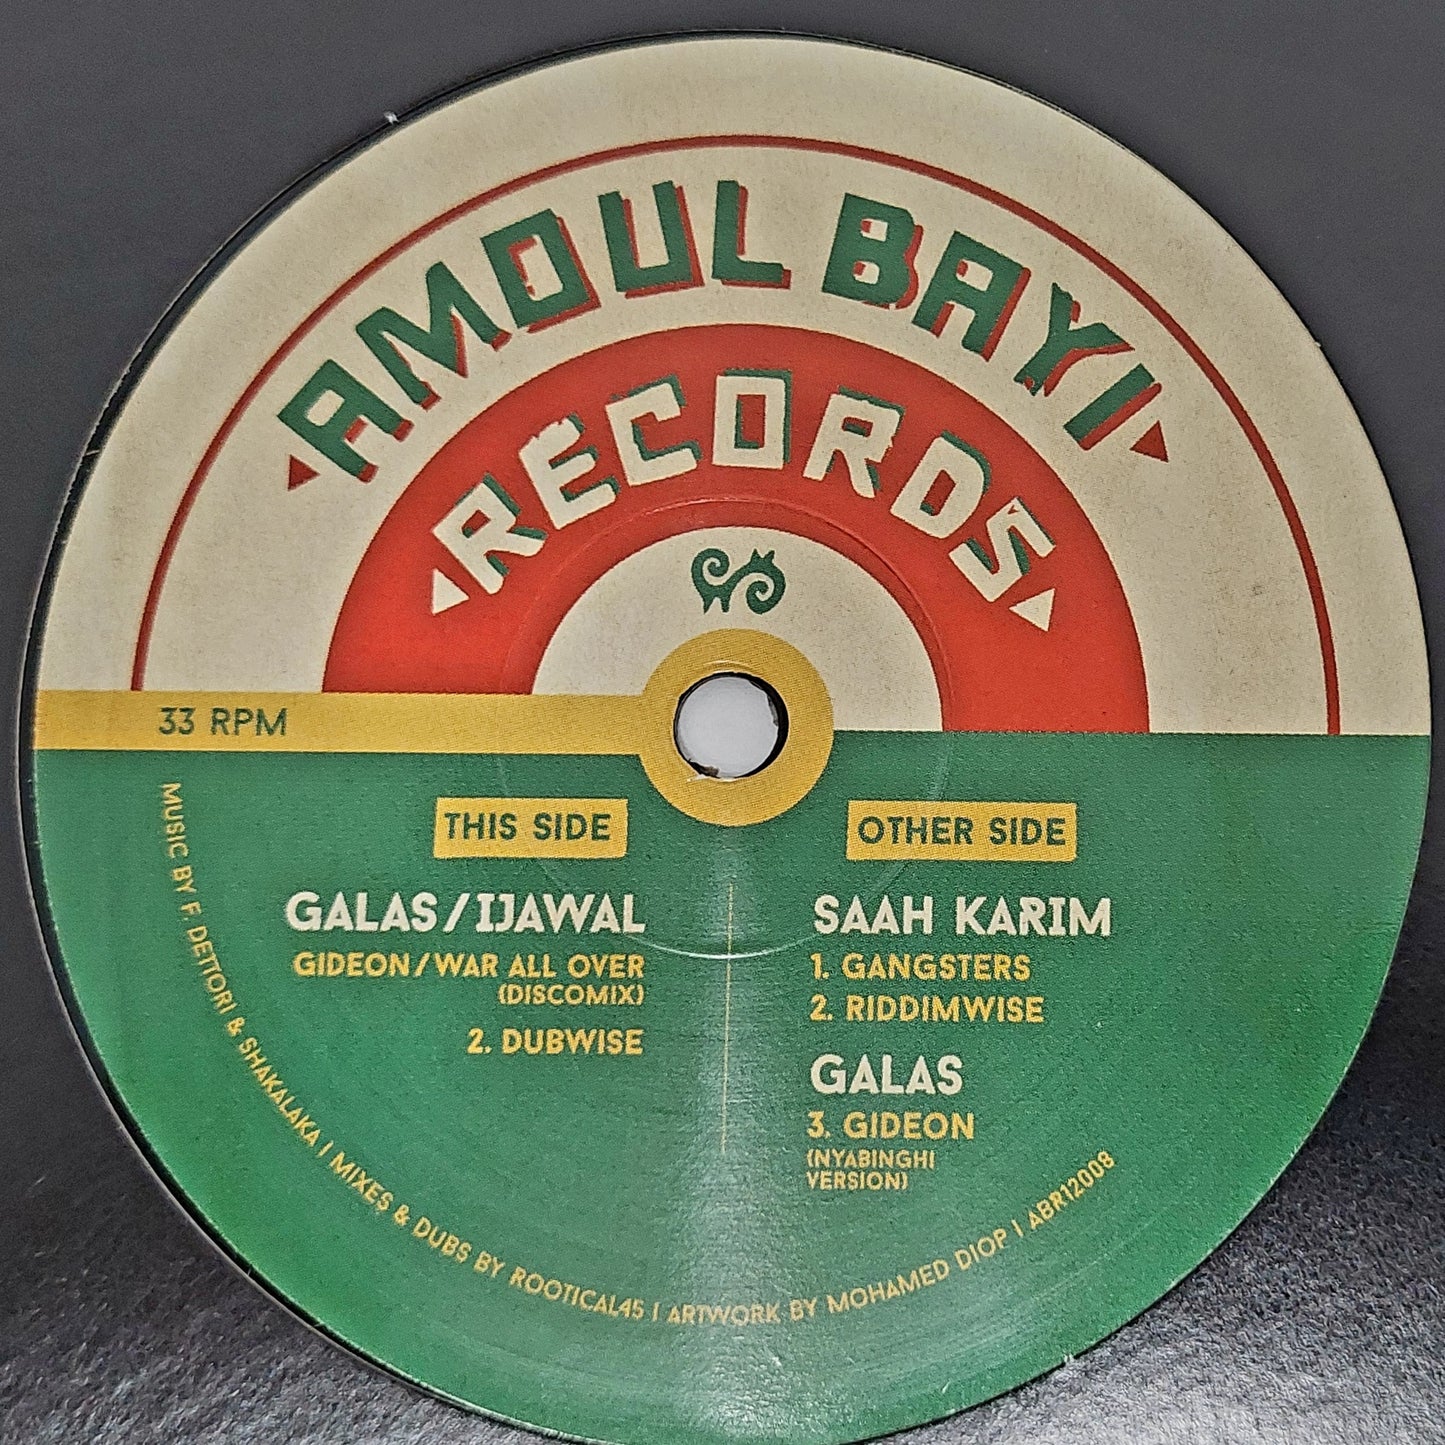 AMOUL BAYI
RECORDS
33 RPM
THIS SIDE
GALAS/IJAWAL
GIDEON/WAR ALL OVER
(DISCOMIX)
2. DUBWISE
OTHER SIDE
SAAH KARIM
1. GANGSTERS
2. RIDDIMWISE
GALAS
3. GIDEON
(NYABINGHI
VERSION)
MUSIC BY F. DETTORI & SHAKALAKA | MIXES & DUBS BY ROOTICAL45 | ARTWORK BY MOHAMED DIOP | ABR12008